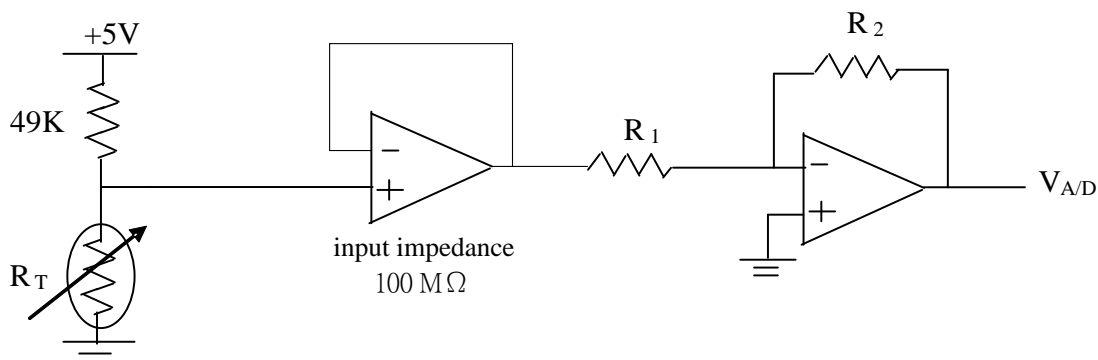 +5V
49K
R T
−
+
input impedance
100 MΩ
R 1
R 2
−
+
V A/D